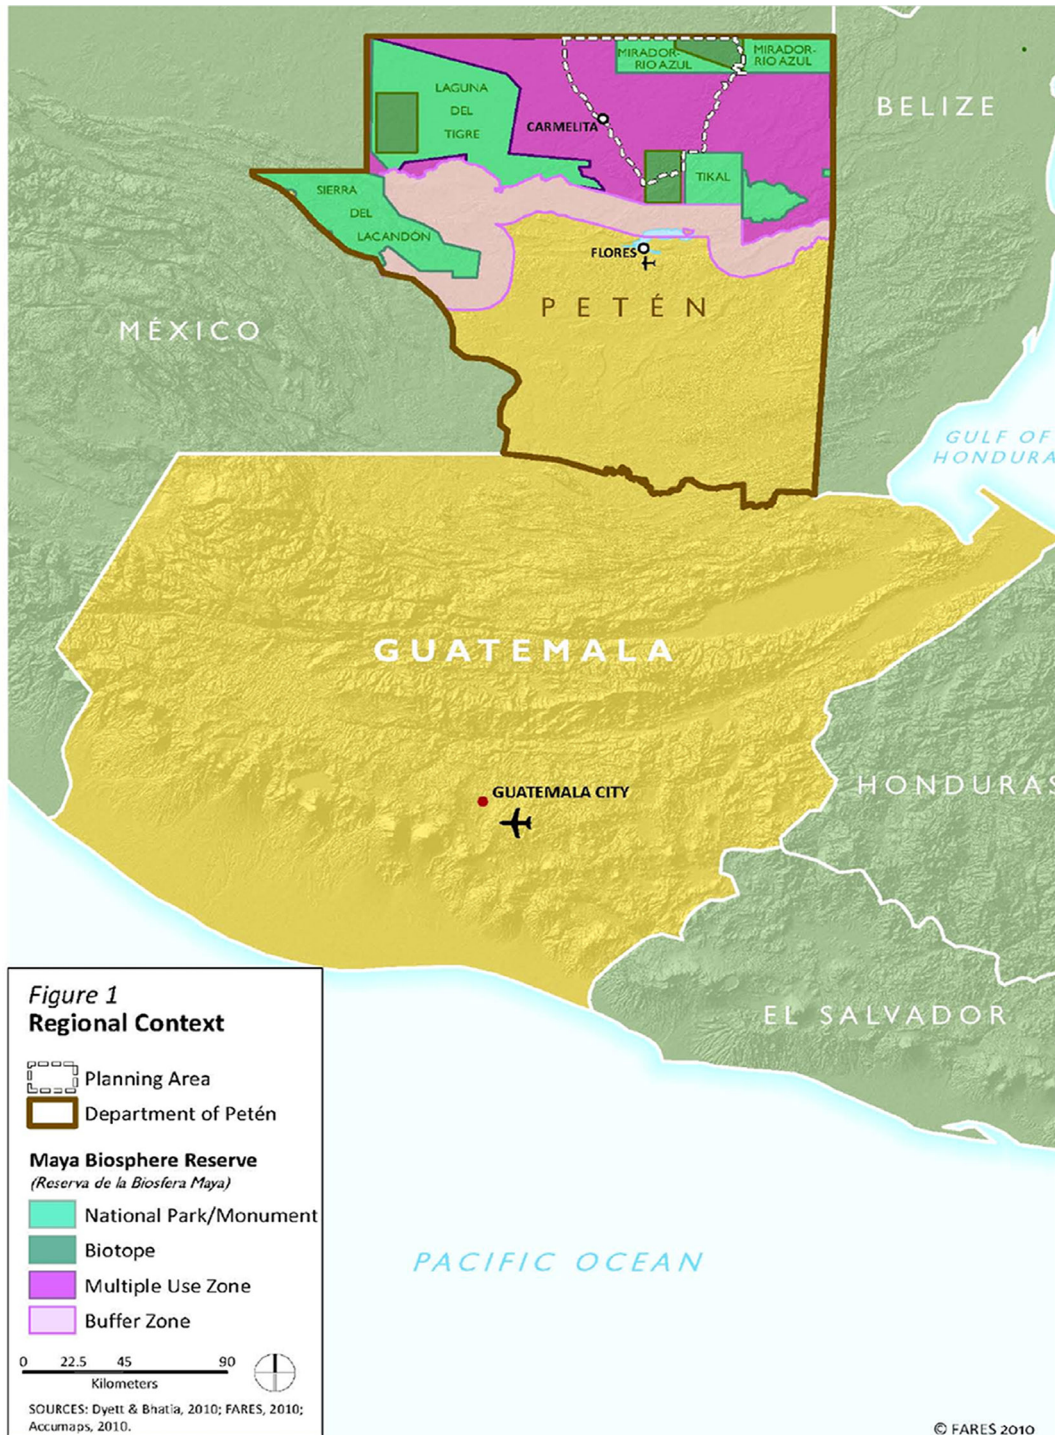 MIRADOR-
RIO AZUL
MIRADOR-
RIO AZUL
LAGUNA
DEL
TIGRE
BELIZE
CARMELITA
TIKAL
SIERRA
DEL
LACANDÓN
FLORES
PETÉN
MÉXICO
GULF OF
HONDURA
GUATEMALA
HONDURAS
GUATEMALA CITY
EL SALVADOR
Figure 1
Regional Context
Planning Area
Department of Petén
Maya Biosphere Reserve
(Reserva de la Biosfera Maya)
National Park/Monument
Biotope
Multiple Use Zone
Buffer Zone
PACIFIC OCEAN
0 22.5 45 90
Kilometers
SOURCES: Dyett & Bhatia, 2010; FARES, 2010;
Accumaps, 2010.
© FARES 2010